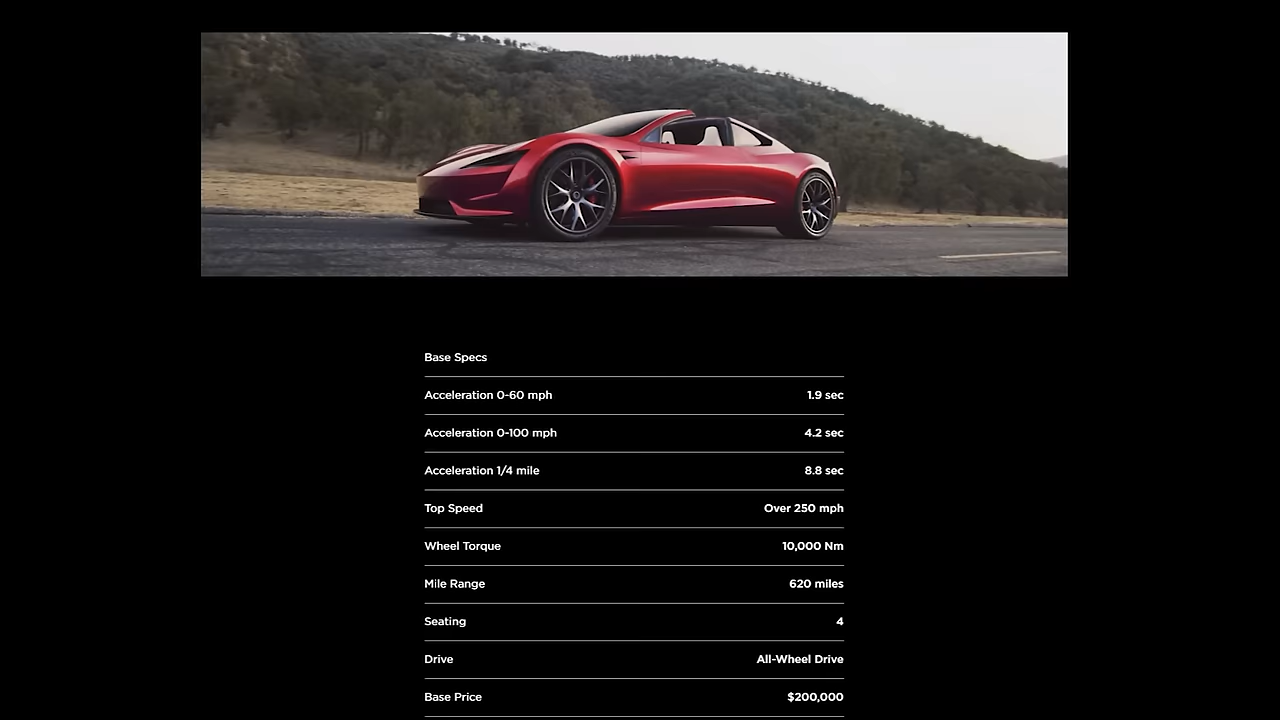 Base Specs
Acceleration 0-60 mph 1.9 sec
Acceleration 0-100 mph 4.2 sec
Acceleration 1/4 mile 8.8 sec
Top Speed Over 250 mph
Wheel Torque 10,000 Nm
Mile Range 620 miles
Seating 4
Drive All-Wheel Drive
Base Price $200,000